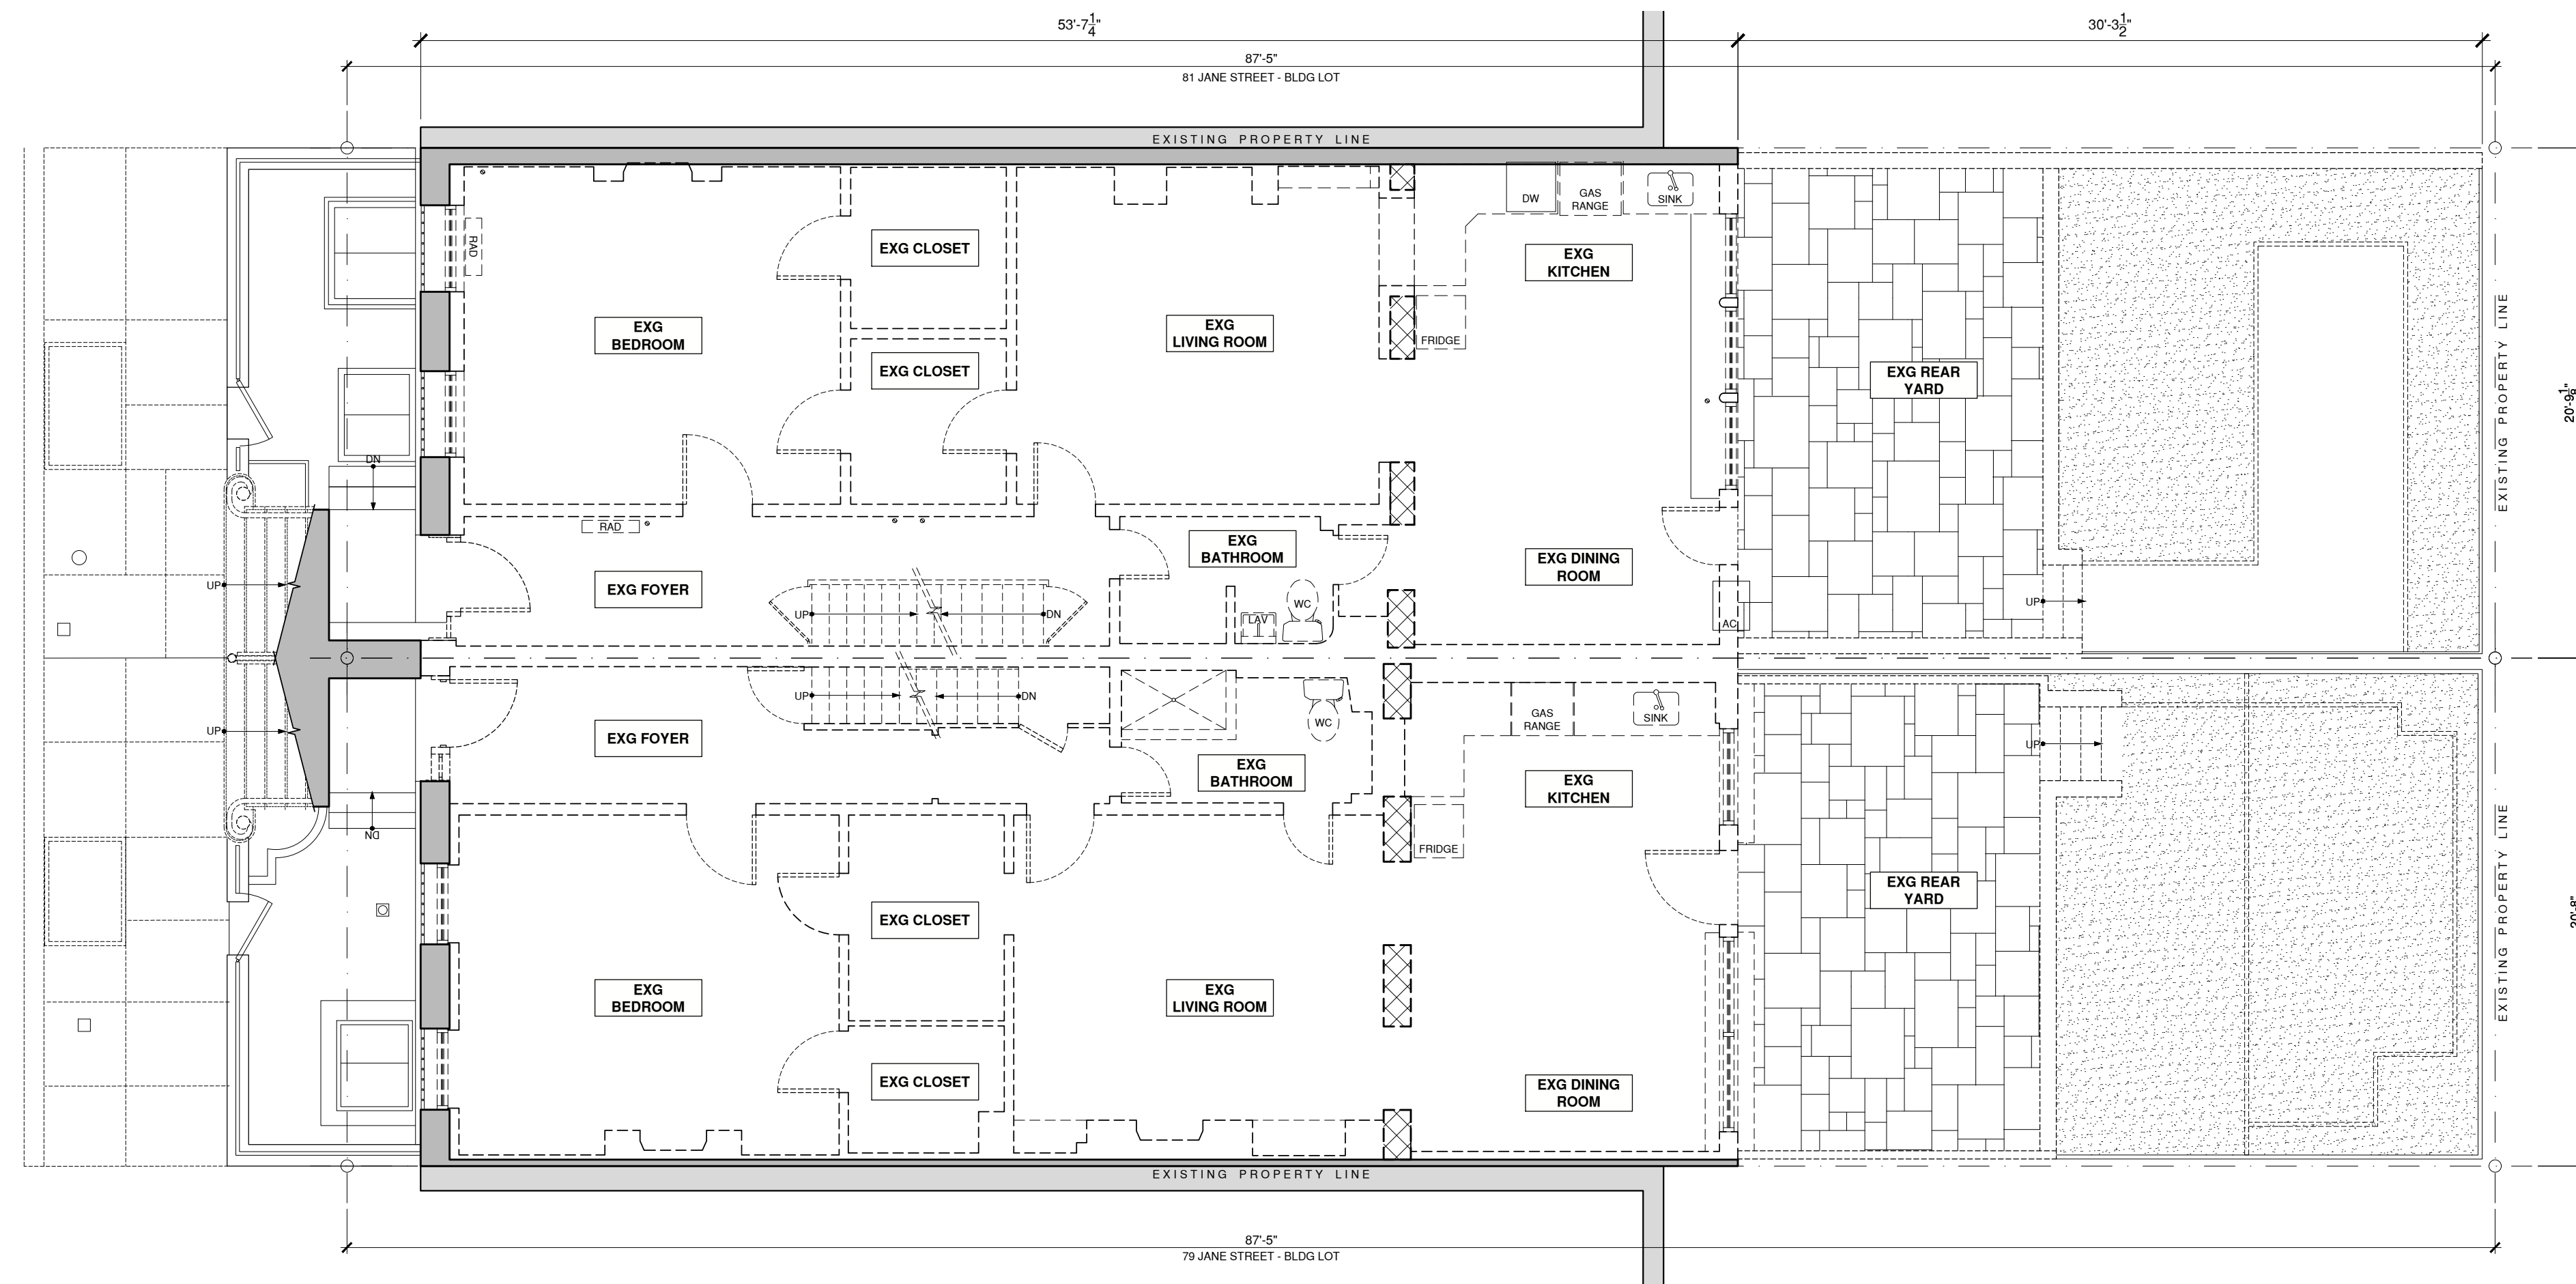 53'-7 1/4"
30'-3 1/2"
87'-5"
81 JANE STREET - BLDG LOT
EXISTING PROPERTY LINE
DW
GAS
RANGE
SINK
RAD
EXG CLOSET
EXG
KITCHEN
EXG
BEDROOM
EXG
LIVING ROOM
FRIDGE
EXG CLOSET
EXG REAR
YARD
EXISTING PROPERTY LINE
DN
RAD
EXG
BATHROOM
EXG DINING
ROOM
UP
EXG FOYER
UP
DN
LAV
WC
AC
UP
UP
DN
WC
GAS
RANGE
SINK
UP
EXG FOYER
UP
EXG
BATHROOM
EXG
KITCHEN
DN
FRIDGE
EXG CLOSET
EXG REAR
YARD
EXISTING PROPERTY LINE
EXG
BEDROOM
EXG
LIVING ROOM
EXG CLOSET
EXG DINING
ROOM
EXISTING PROPERTY LINE
87'-5"
79 JANE STREET - BLDG LOT